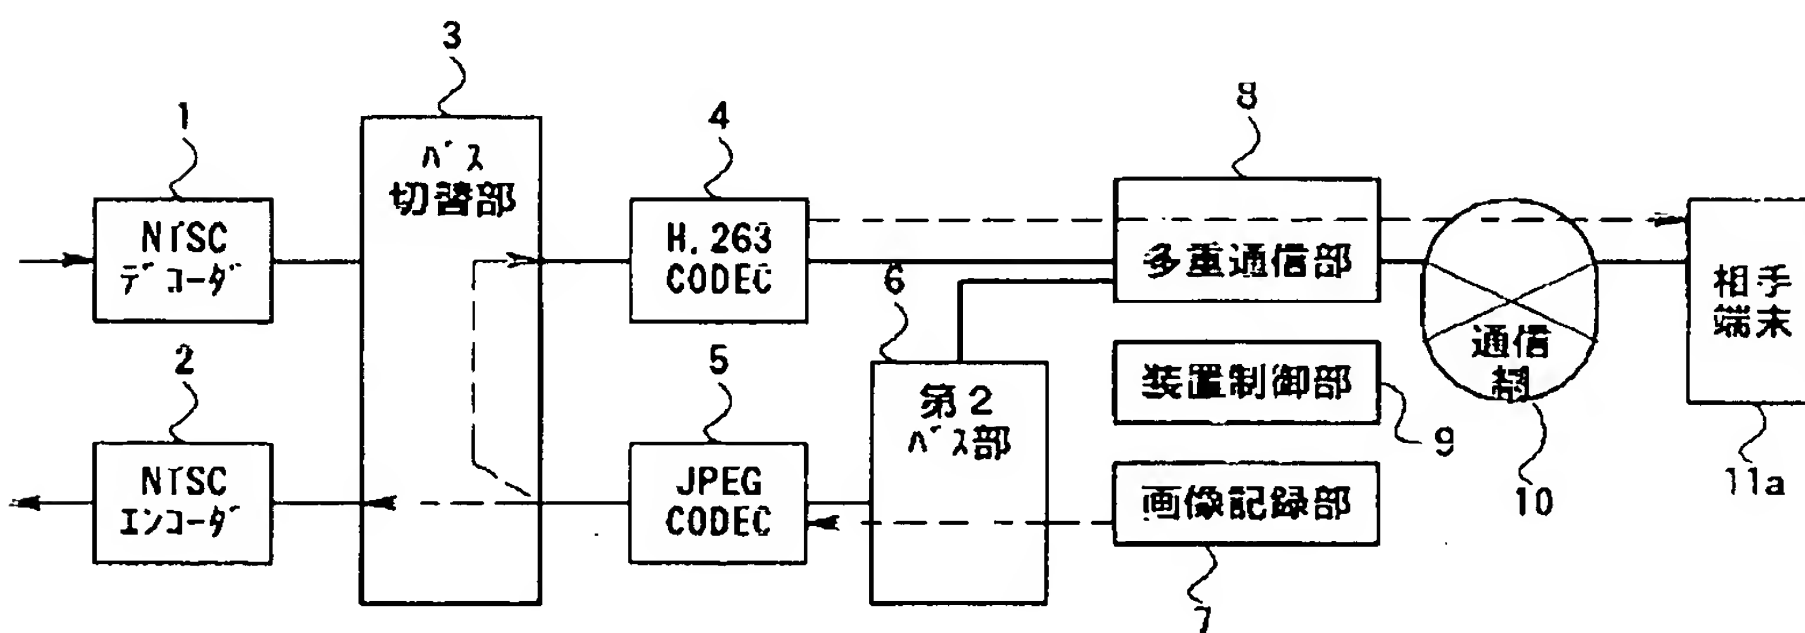 3
1
4
8
バス
切替部
NTSC
デコーダ
H.263
CODEC
多重通信部
6
相手
端末
通信
網
2
5
装置制御部
第2
バス部
9
NTSC
エンコーダ
JPEG
CODEC
画像記録部
10
11a
7